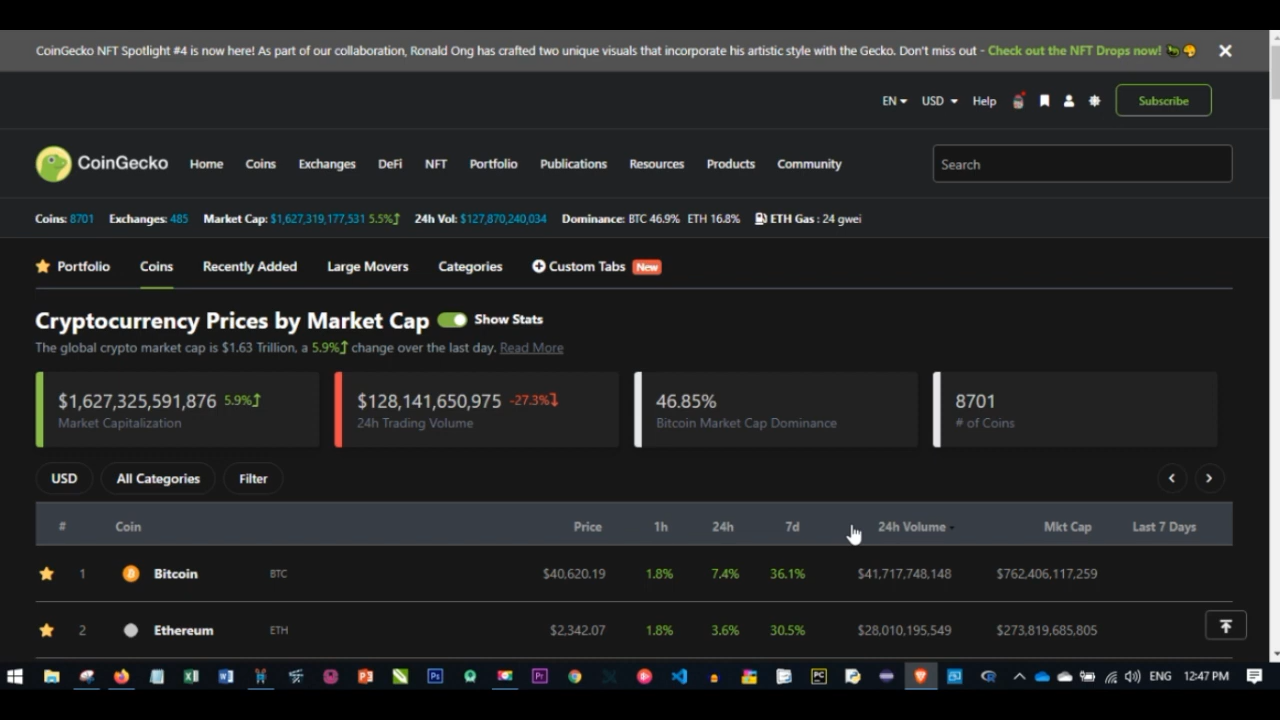 CoinGecko NFT Spotlight #4 is now here! As part of our collaboration, Ronald Ong has crafted two unique visuals that incorporate his artistic style with the Gecko. Don't miss out - Check out the NFT Drops now!
EN USD Help Subscribe
CoinGecko Home Coins Exchanges DeFi NFT Portfolio Publications Resources Products Community Search
Coins: 8701 Exchanges: 485 Market Cap: $1,627,319,177,531 5.5% 24h Vol: $127,870,240,034 Dominance: BTC 46.9% ETH 16.8% ETH Gas : 24 gwei
Portfolio Coins Recently Added Large Movers Categories Custom Tabs New
Cryptocurrency Prices by Market Cap Show Stats
The global crypto market cap is $1.63 Trillion, a 5.9% change over the last day. Read More
$1,627,325,591,876 5.9% $128,141,650,975 -27.3% 46.85% 8701
Market Capitalization 24h Trading Volume Bitcoin Market Cap Dominance # of Coins
USD All Categories Filter
# Coin Price 1h 24h 7d 24h Volume Mkt Cap Last 7 Days
1 Bitcoin BTC $40,620.19 1.8% 7.4% 36.1% $41,717,748,148 $762,406,117,259
2 Ethereum ETH $2,342.07 1.8% 3.6% 30.5% $28,010,195,549 $273,819,685,805
ENG 12:47 PM